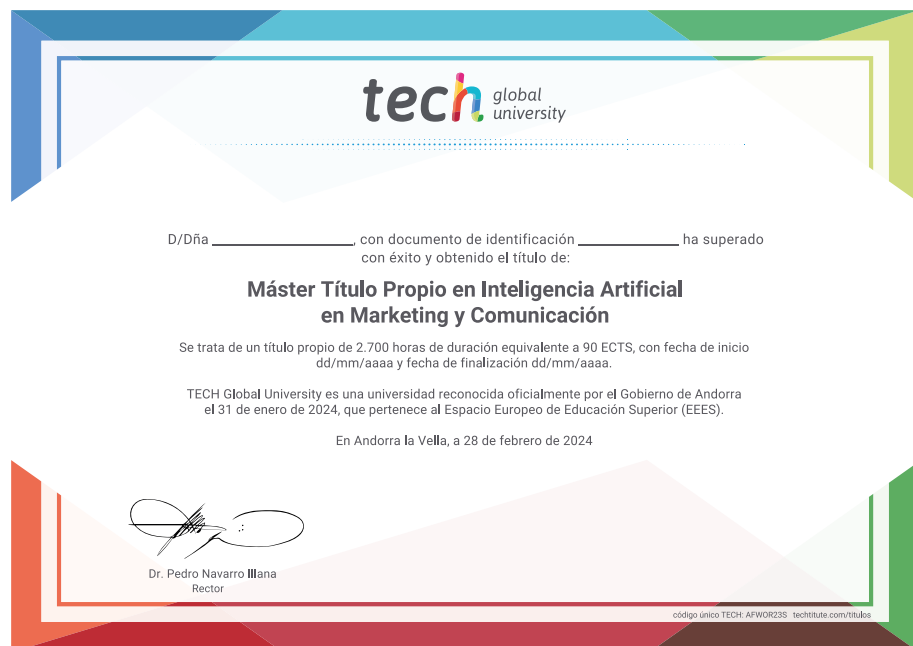 tech global university
D/Dña ____________________, con documento de identificación ______________ ha superado
con éxito y obtenido el título de:
Máster Título Propio en Inteligencia Artificial
en Marketing y Comunicación
Se trata de un título propio de 2.700 horas de duración equivalente a 90 ECTS, con fecha de inicio
dd/mm/aaaa y fecha de finalización dd/mm/aaaa.
TECH Global University es una universidad reconocida oficialmente por el Gobierno de Andorra
el 31 de enero de 2024, que pertenece al Espacio Europeo de Educación Superior (EEES).
En Andorra la Vella, a 28 de febrero de 2024
Dr. Pedro Navarro Illana
Rector
código único TECH: AFWOR23S techtitute.com/titulos